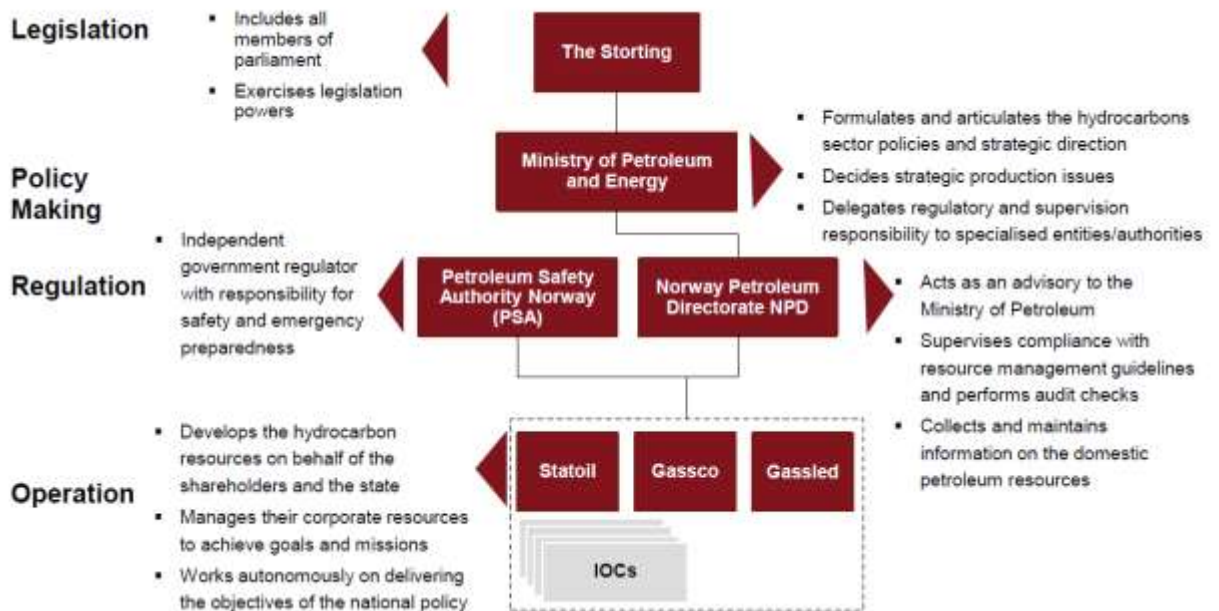 Legislation
▪ Includes all
members of
parliament
▪ Exercises legislation
powers
The Storting
Policy
Making
Ministry of Petroleum
and Energy
▪ Formulates and articulates the hydrocarbons
sector policies and strategic direction
▪ Decides strategic production issues
▪ Delegates regulatory and supervision
responsibility to specialised entities/authorities
Regulation
▪ Independent
government regulator
with responsibility for
safety and emergency
preparedness
Petroleum Safety
Authority Norway
(PSA)
Norway Petroleum
Directorate NPD
▪ Acts as an advisory to the
Ministry of Petroleum
▪ Supervises compliance with
resource management guidelines
and performs audit checks
▪ Collects and maintains
information on the domestic
petroleum resources
Operation
▪ Develops the hydrocarbon
resources on behalf of the
shareholders and the state
▪ Manages their corporate resources
to achieve goals and missions
▪ Works autonomously on delivering
the objectives of the national policy
Statoil
Gassco
Gassled
IOCs